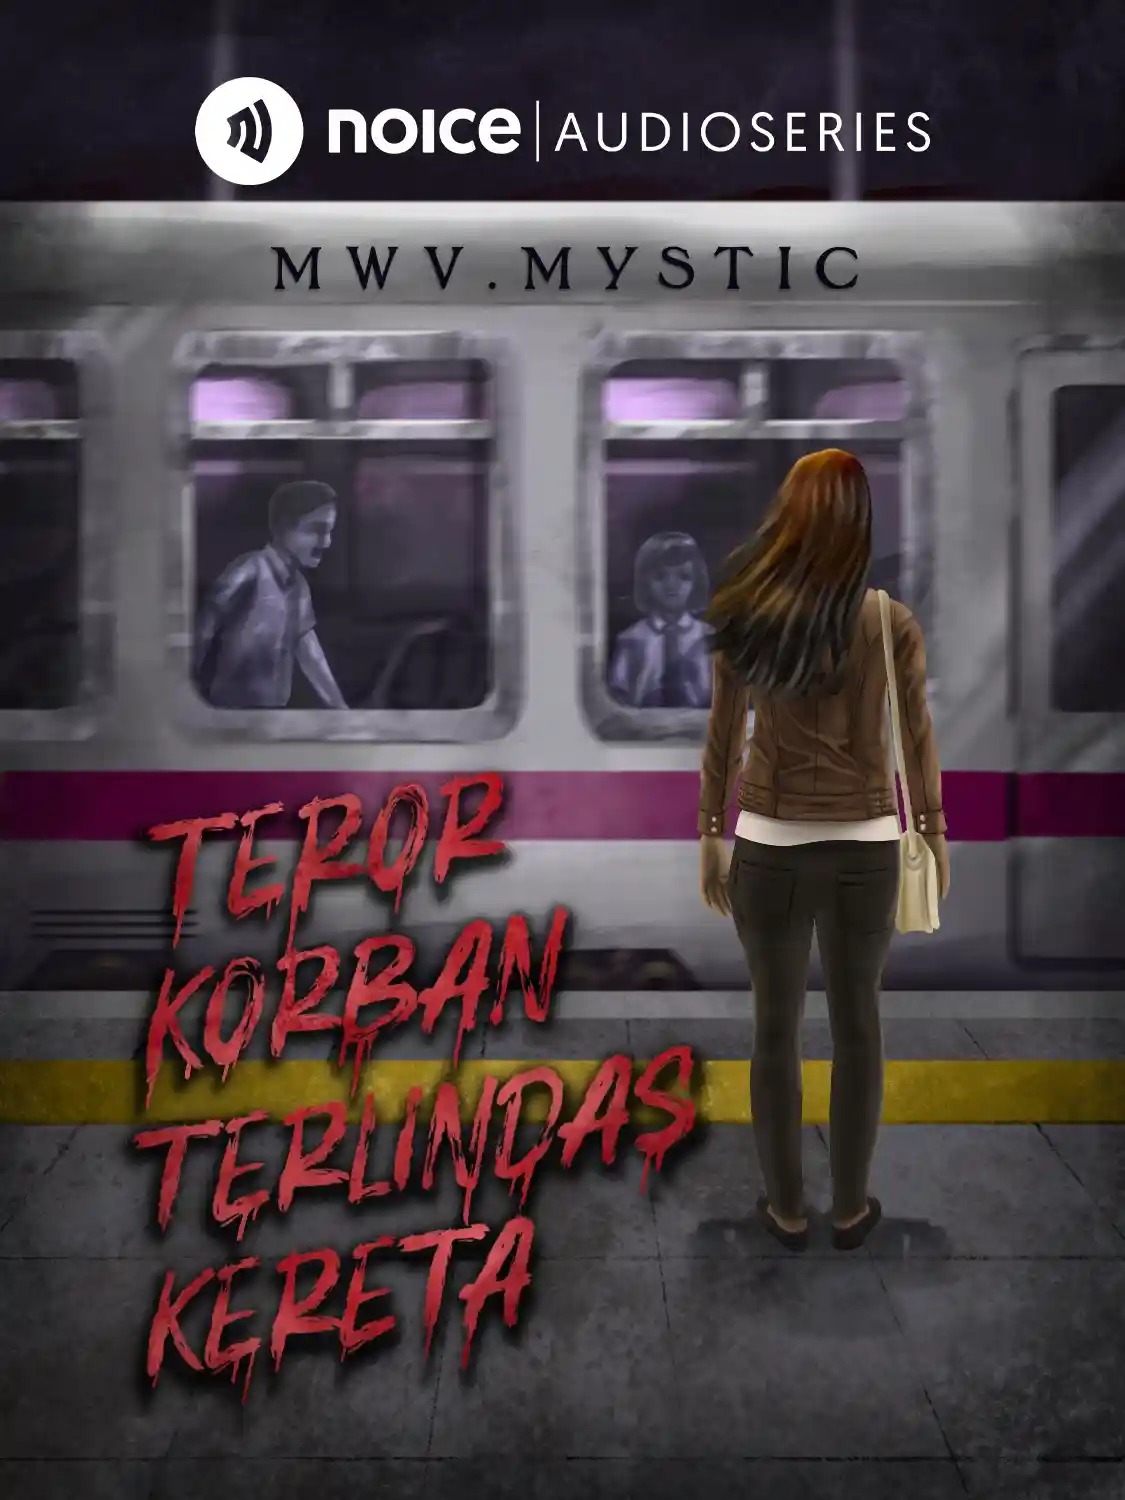 noice | AUDIOSERIES
MWV.MYSTIC
TEROR
KORBAN
TERLINDAS
KERETA